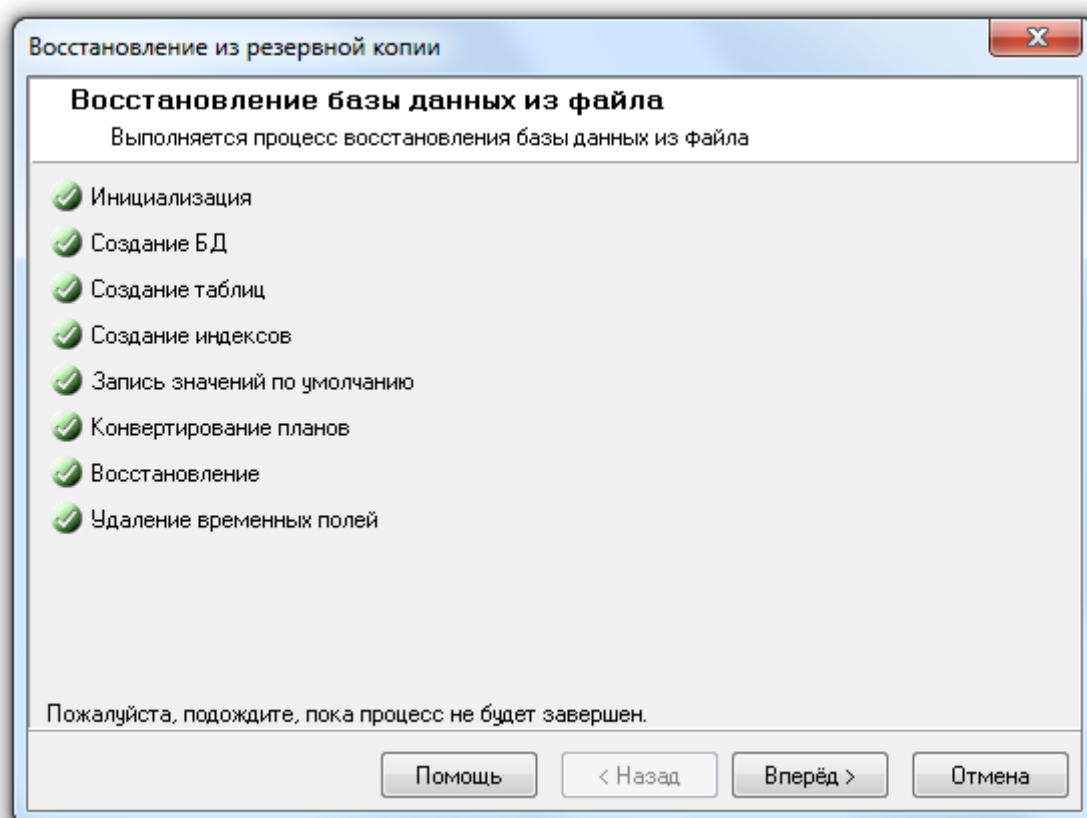 Восстановление из резервной копии
Восстановление базы данных из файла
Выполняется процесс восстановления базы данных из файла
Инициализация
Создание БД
Создание таблиц
Создание индексов
Запись значений по умолчанию
Конвертирование планов
Восстановление
Удаление временных полей
Пожалуйста, подождите, пока процесс не будет завершен.
Помощь < Назад Вперёд > Отмена